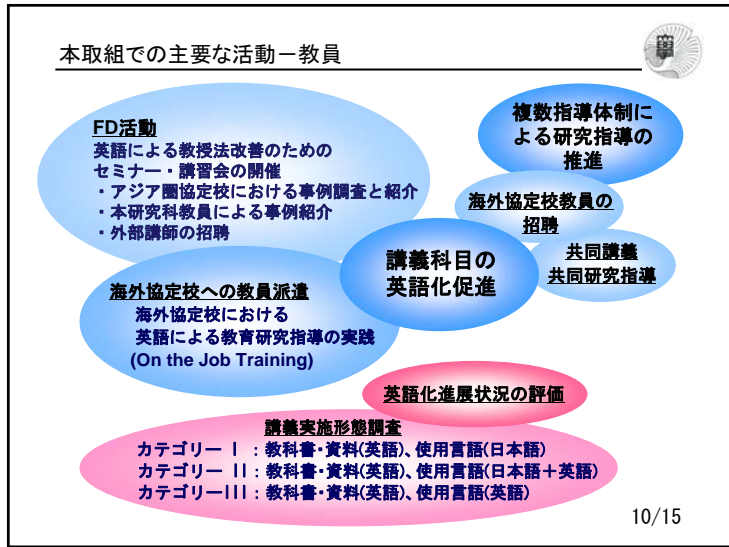 本取組での主要な活動－教員
FD活動
英語による教授法改善のための
セミナー・講習会の開催
・アジア圏協定校における事例調査と紹介
・本研究科教員による事例紹介
・外部講師の招聘
複数指導体制に
よる研究指導の
推進
海外協定校教員の
招聘
共同講義
共同研究指導
講義科目の
英語化促進
海外協定校への教員派遣
海外協定校における
英語による教育研究指導の実践
(On the Job Training)
英語化進展状況の評価
講義実施形態調査
カテゴリー I ：教科書・資料(英語)、使用言語(日本語)
カテゴリー II：教科書・資料(英語)、使用言語(日本語＋英語)
カテゴリーIII：教科書・資料(英語)、使用言語(英語)
10/15